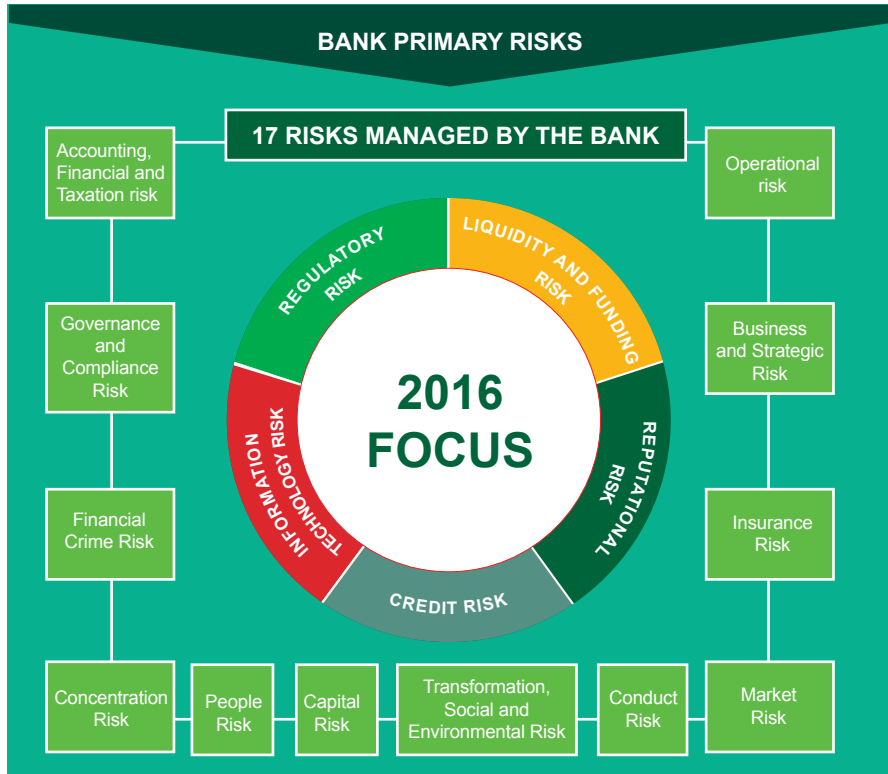 BANK PRIMARY RISKS
17 RISKS MANAGED BY THE BANK
Accounting,
Financial and
Taxation risk
Operational
risk
REGULATORY
RISK
LIQUIDITY AND FUNDING
RISK
Governance
and
Compliance
Risk
Business
and Strategic
Risk
2016
FOCUS
INFORMATION
TECHNOLOGY RISK
REPUTATIONAL
RISK
Financial
Crime Risk
Insurance
Risk
CREDIT RISK
Concentration
Risk
People
Risk
Capital
Risk
Transformation,
Social and
Environmental Risk
Conduct
Risk
Market
Risk